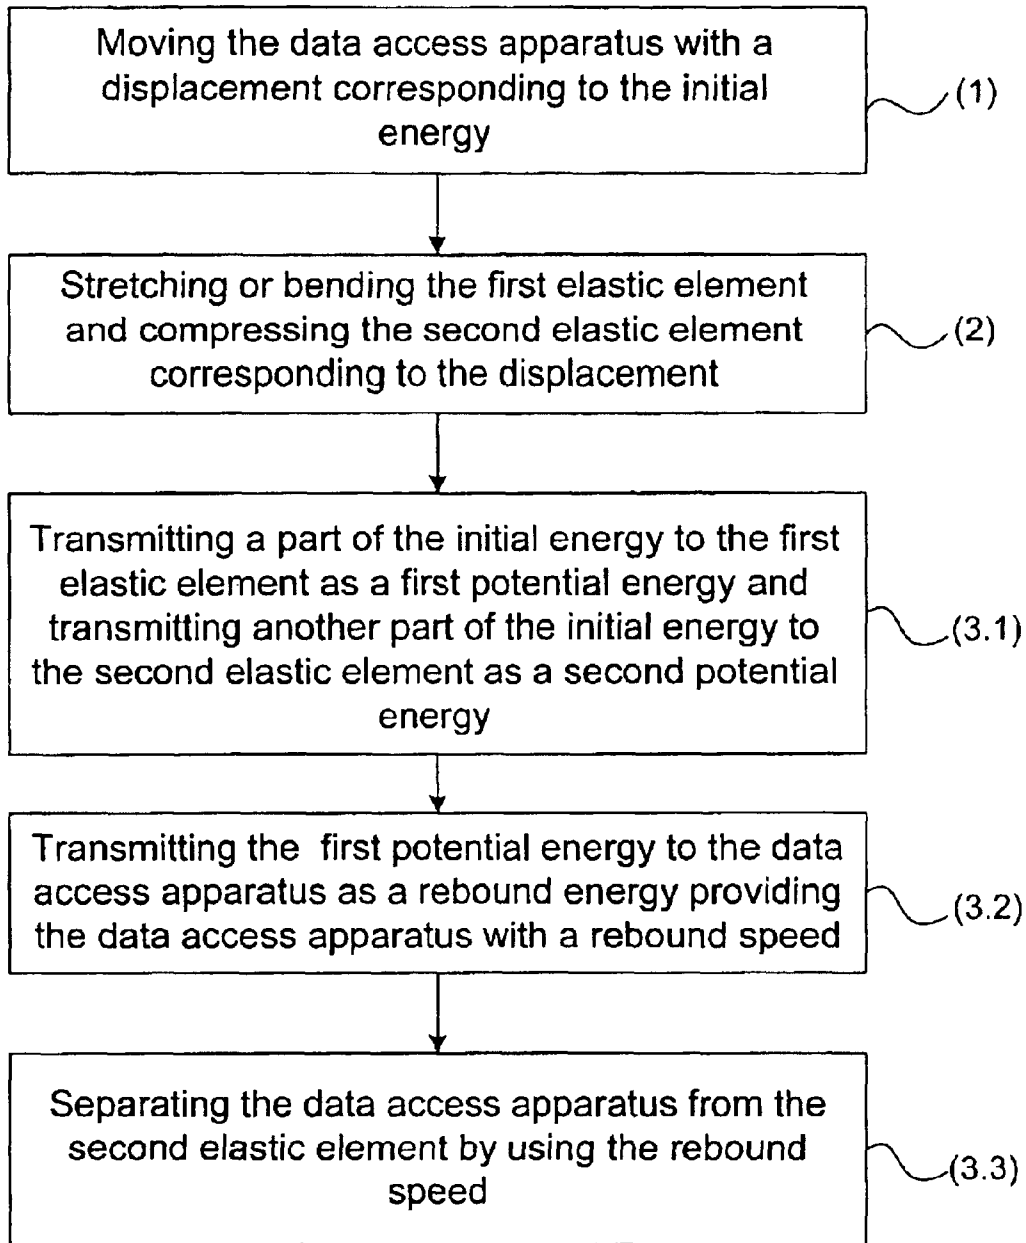 Moving the data access apparatus with a
displacement corresponding to the initial
energy
(1)
Stretching or bending the first elastic element
and compressing the second elastic element
corresponding to the displacement
(2)
Transmitting a part of the initial energy to the first
elastic element as a first potential energy and
transmitting another part of the initial energy to
the second elastic element as a second potential
energy
(3.1)
Transmitting the first potential energy to the data
access apparatus as a rebound energy providing
the data access apparatus with a rebound speed
(3.2)
Separating the data access apparatus from the
second elastic element by using the rebound
speed
(3.3)